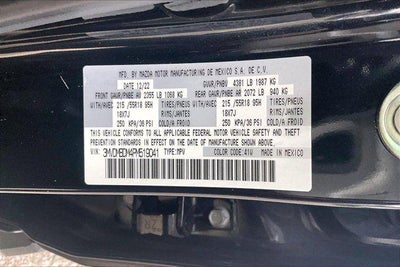 MFD. BY MAZDA MOTOR MANUFACTURING DE MEXICO S.A. DE C.V.
DATE 12/22 GVWR/PNBV 4381 LB 1987 KG
FRONT GAWR/PNBE AV 2355 LB 1068 KG REAR GAWR/PNBE AR 2072 LB 940 KG
WITH/AVEC 215/55R18 95H TIRES/PNEUS WITH/AVEC 215/55R18 95H TIRES/PNEUS
18X7J RIMS/JANTES 18X7J RIMS/JANTES
250 KPA/36 PSI COLD/A FROID 250 KPA/36 PSI COLD/A FROID
THIS VEHICLE CONFORMS TO ALL APPLICABLE FEDERAL MOTOR VEHICLE SAFETY AND THEFT
PREVENTION STANDARDS IN EFFECT ON THE DATE OF MANUFACTURE SHOWN ABOVE.
VIN: TYPE:MPV COLOR CODE:41W MADE IN MEXICO